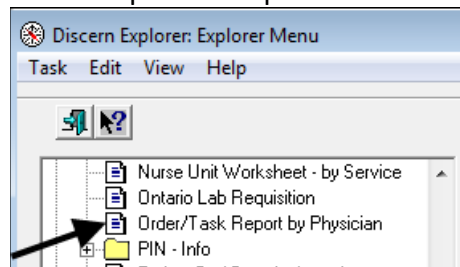 Discern Explorer: Explorer Menu
Task Edit View Help
Nurse Unit Worksheet - by Service
Ontario Lab Requisition
Order/Task Report by Physician
PIN - Info